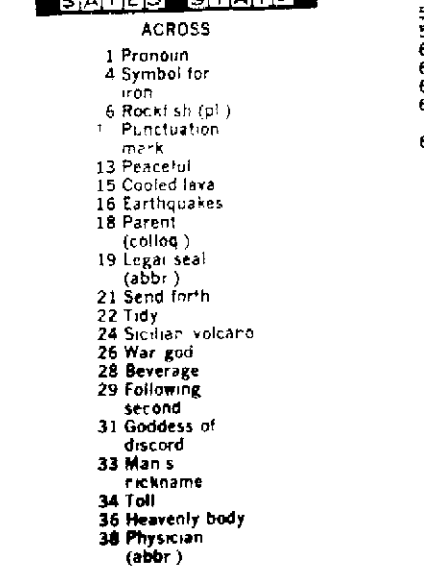 ACROSS
1 Pronoun
4 Symbol for
iron
6 Rockfish (pl)
Punctuation
mark
13 Peaceful
15 Cooled lava
16 Earthquakes
18 Parent
(colloq)
19 Legal seal
(abbr)
21 Send forth
22 Tidy
24 Sicilian volcano
26 War god
28 Beverage
29 Following
second
31 Goddess of
discord
33 Man s
nickname
34 Toll
36 Heavenly body
38 Physician
(abbr)